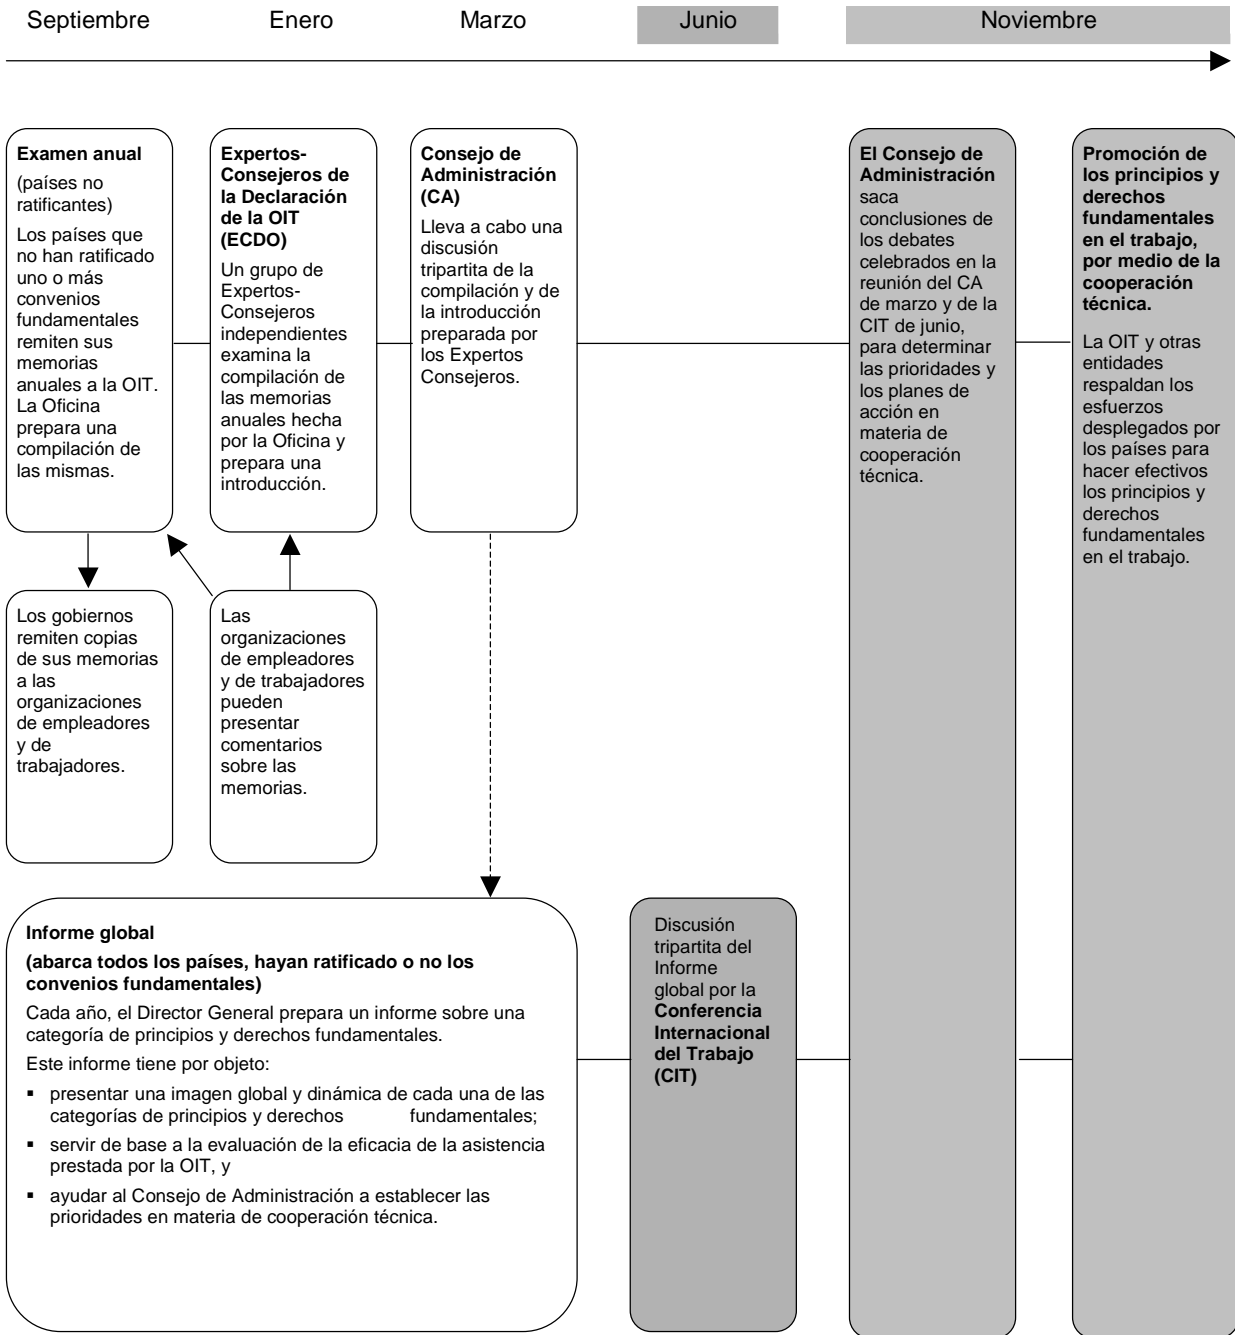 Septiembre
Enero
Marzo
Junio
Noviembre
Examen anual
(países no
ratificantes)
Los países que
no han ratificado
uno o más
convenios
fundamentales
remiten sus
memorias
anuales a la OIT.
La Oficina
prepara una
compilación de
las mismas.
Expertos-
Consejeros de
la Declaración
de la OIT
(ECDO)
Un grupo de
Expertos-
Consejeros
independientes
examina la
compilación de
las memorias
anuales hecha
por la Oficina y
prepara una
introducción.
Consejo de
Administración
(CA)
Lleva a cabo una
discusión
tripartita de la
compilación y de
la introducción
preparada por
los Expertos
Consejeros.
El Consejo de
Administración
saca
conclusiones de
los debates
celebrados en la
reunión del CA
de marzo y de la
CIT de junio,
para determinar
las prioridades y
los planes de
acción en
materia de
cooperación
técnica.
Promoción de
los principios y
derechos
fundamentales
en el trabajo,
por medio de la
cooperación
técnica.
La OIT y otras
entidades
respaldan los
esfuerzos
desplegados por
los países para
hacer efectivos
los principios y
derechos
fundamentales
en el trabajo.
Los gobiernos
remiten copias
de sus memorias
a las
organizaciones
de empleadores
y de
trabajadores.
Las
organizaciones
de empleadores
y de trabajadores
pueden
presentar
comentarios
sobre las
memorias.
Informe global
(abarca todos los países, hayan ratificado o no los
convenios fundamentales)
Cada año, el Director General prepara un informe sobre una
categoría de principios y derechos fundamentales.
Este informe tiene por objeto:
▪ presentar una imagen global y dinámica de cada una de las
categorías de principios y derechos fundamentales;
▪ servir de base a la evaluación de la eficacia de la asistencia
prestada por la OIT, y
▪ ayudar al Consejo de Administración a establecer las
prioridades en materia de cooperación técnica.
Discusión
tripartita del
Informe
global por la
Conferencia
Internacional
del Trabajo
(CIT)